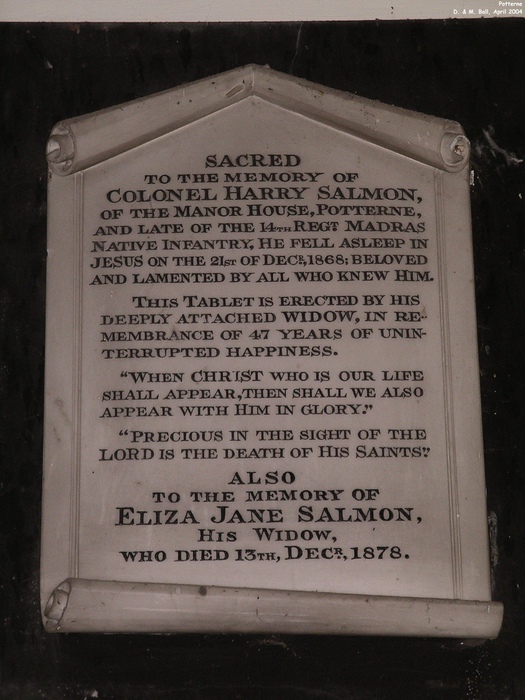 Potterne
D. & M. Ball, April 2004
SACRED
TO THE MEMORY OF
COLONEL HARRY SALMON,
OF THE MANOR HOUSE, POTTERNE,
AND LATE OF THE 14TH REGT MADRAS
NATIVE INFANTRY, HE FELL ASLEEP IN
JESUS ON THE 21ST OF DECR, 1868; BELOVED
AND LAMENTED BY ALL WHO KNEW HIM.
THIS TABLET IS ERECTED BY HIS
DEEPLY ATTACHED WIDOW, IN RE-
MEMBRANCE OF 47 YEARS OF UNIN-
TERRUPTED HAPPINESS.
"WHEN CHRIST WHO IS OUR LIFE
SHALL APPEAR, THEN SHALL WE ALSO
APPEAR WITH HIM IN GLORY."
"PRECIOUS IN THE SIGHT OF THE
LORD IS THE DEATH OF HIS SAINTS."
ALSO
TO THE MEMORY OF
ELIZA JANE SALMON,
HIS WIDOW,
WHO DIED 13TH, DECR, 1878.